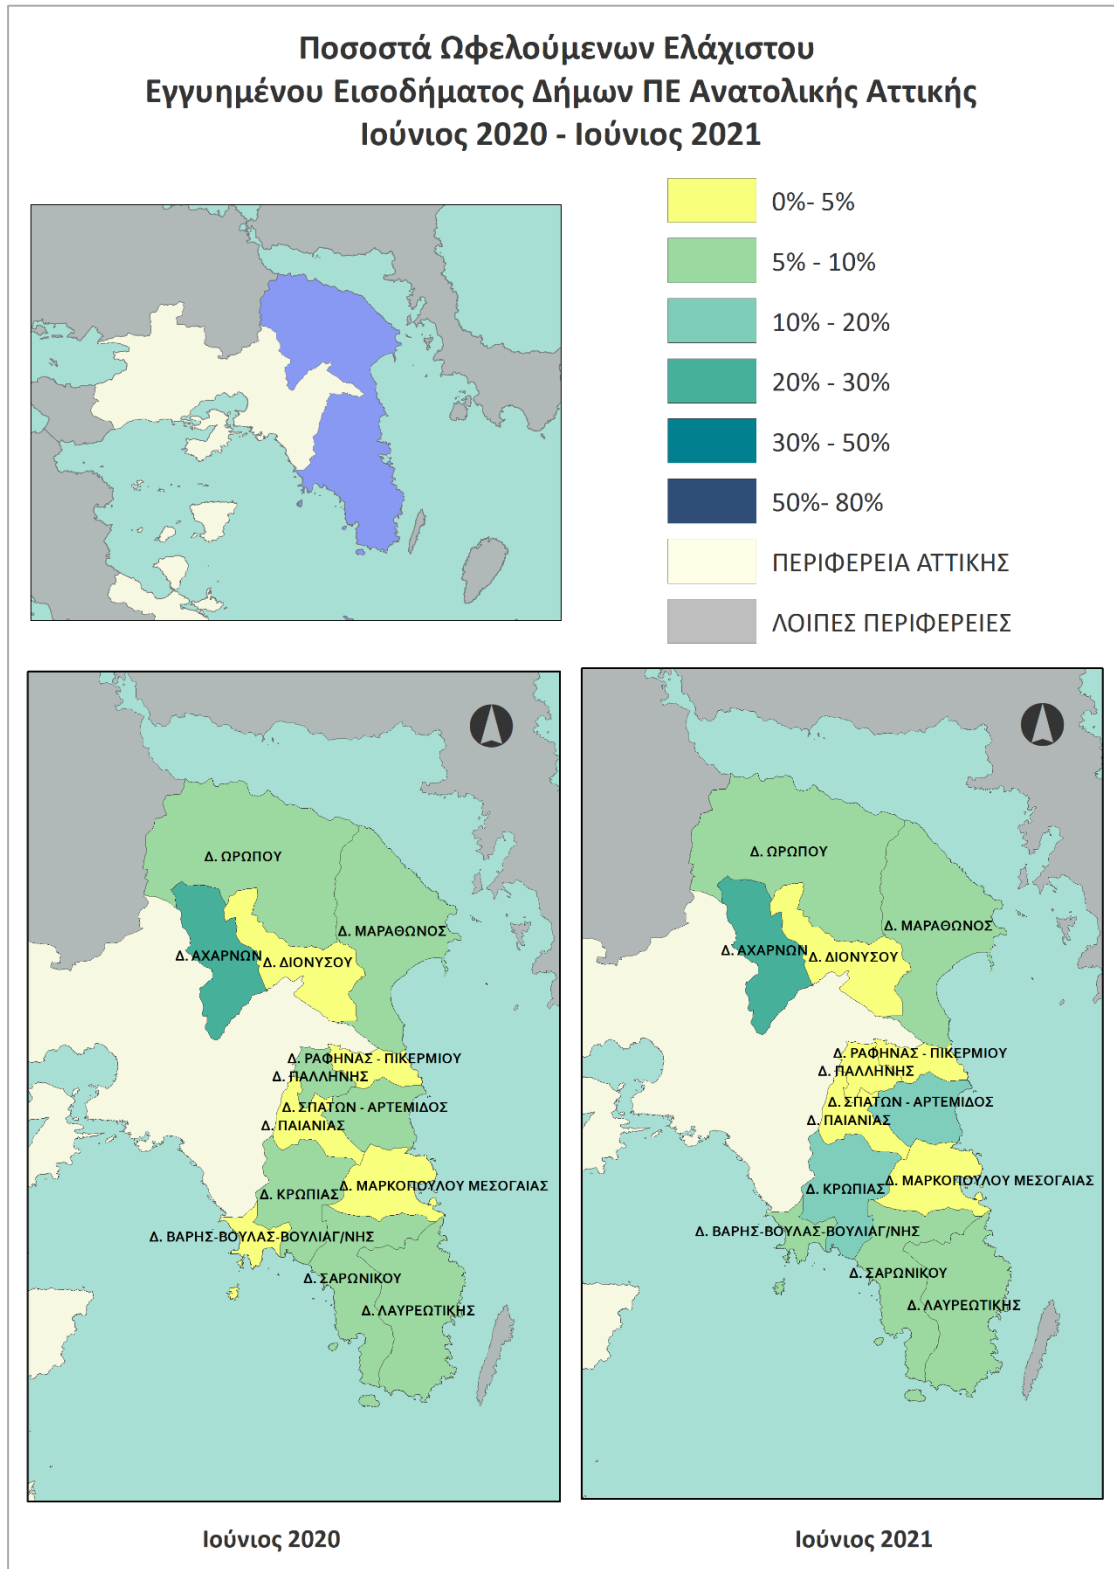 Ποσοστά Ωφελούμενων Ελάχιστου
Εγγυημένου Εισοδήματος Δήμων ΠΕ Ανατολικής Αττικής
Ιούνιος 2020 - Ιούνιος 2021
0%- 5%
5% - 10%
10% - 20%
20% - 30%
30% - 50%
50%- 80%
ΠΕΡΙΦΕΡΕΙΑ ΑΤΤΙΚΗΣ
ΛΟΙΠΕΣ ΠΕΡΙΦΕΡΕΙΕΣ
Δ. ΩΡΩΠΟΥ
Δ. ΜΑΡΑΘΩΝΟΣ
Δ. ΑΧΑΡΝΩΝ
Δ. ΔΙΟΝΥΣΟΥ
Δ. ΡΑΦΗΝΑΣ - ΠΙΚΕΡΜΙΟΥ
Δ. ΠΑΛΛΗΝΗΣ
Δ. ΣΠΑΤΩΝ - ΑΡΤΕΜΙΔΟΣ
Δ. ΠΑΙΑΝΙΑΣ
Δ. ΜΑΡΚΟΠΟΥΛΟΥ ΜΕΣΟΓΑΙΑΣ
Δ. ΚΡΩΠΙΑΣ
Δ. ΒΑΡΗΣ-ΒΟΥΛΑΣ-ΒΟΥΛΙΑΓ/ΝΗΣ
Δ. ΣΑΡΩΝΙΚΟΥ
Δ. ΛΑΥΡΕΩΤΙΚΗΣ
Ιούνιος 2020
Δ. ΩΡΩΠΟΥ
Δ. ΜΑΡΑΘΩΝΟΣ
Δ. ΑΧΑΡΝΩΝ
Δ. ΔΙΟΝΥΣΟΥ
Δ. ΡΑΦΗΝΑΣ - ΠΙΚΕΡΜΙΟΥ
Δ. ΠΑΛΛΗΝΗΣ
Δ. ΣΠΑΤΩΝ - ΑΡΤΕΜΙΔΟΣ
Δ. ΠΑΙΑΝΙΑΣ
Δ. ΜΑΡΚΟΠΟΥΛΟΥ ΜΕΣΟΓΑΙΑΣ
Δ. ΚΡΩΠΙΑΣ
Δ. ΒΑΡΗΣ-ΒΟΥΛΑΣ-ΒΟΥΛΙΑΓ/ΝΗΣ
Δ. ΣΑΡΩΝΙΚΟΥ
Δ. ΛΑΥΡΕΩΤΙΚΗΣ
Ιούνιος 2021